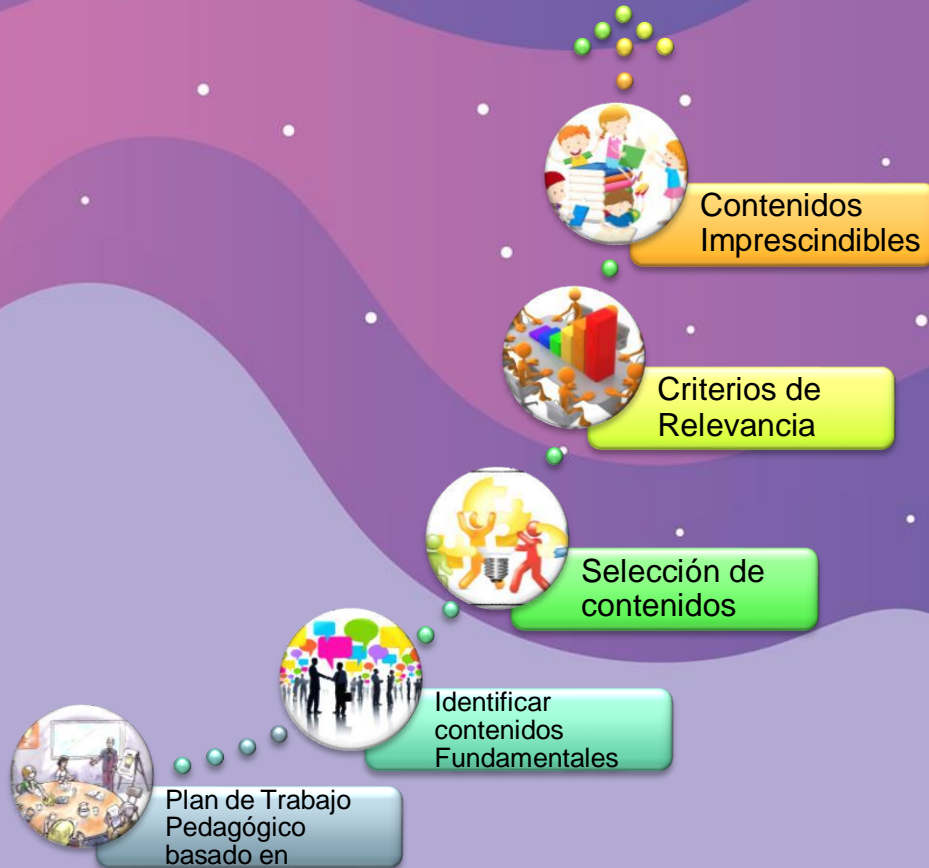 Contenidos
Imprescindibles
Criterios de
Relevancia
Selección de
contenidos
Identificar
contenidos
Fundamentales
Plan de Trabajo
Pedagógico
basado en